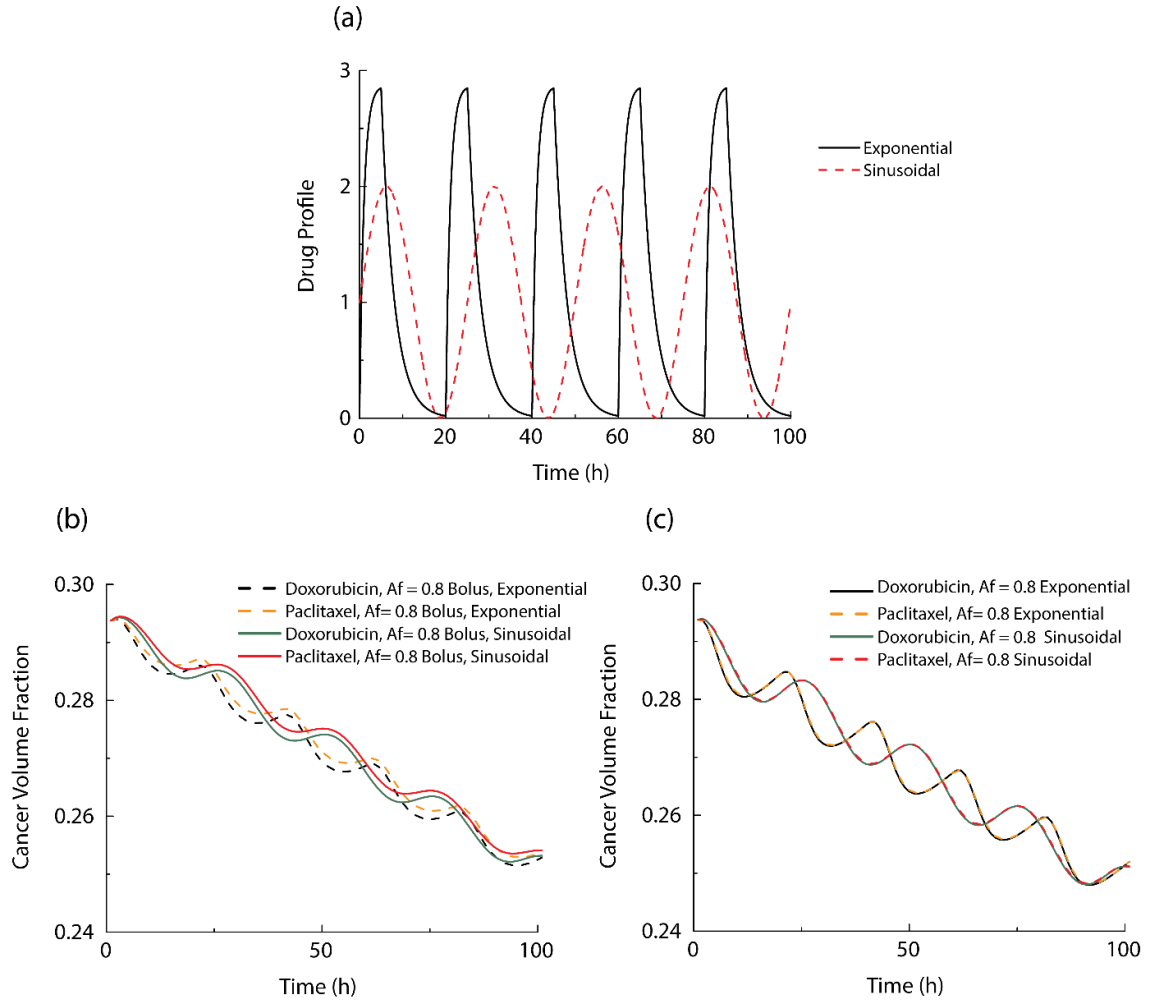 (a)
3
2
1
0
Drug Profile
0 20 40 60 80 100
Time (h)
Exponential
Sinusoidal
(b)
0.30
0.28
0.26
0.24
Cancer Volume Fraction
Doxorubicin, Af = 0.8 Bolus, Exponential
Paclitaxel, Af= 0.8 Bolus, Exponential
Doxorubicin, Af = 0.8 Bolus, Sinusoidal
Paclitaxel, Af= 0.8 Bolus, Sinusoidal
0 50 100
Time (h)
(c)
0.30
0.28
0.26
0.24
Cancer Volume Fraction
Doxorubicin, Af = 0.8 Exponential
Paclitaxel, Af= 0.8 Exponential
Doxorubicin, Af = 0.8 Sinusoidal
Paclitaxel, Af= 0.8 Sinusoidal
0 50 100
Time (h)